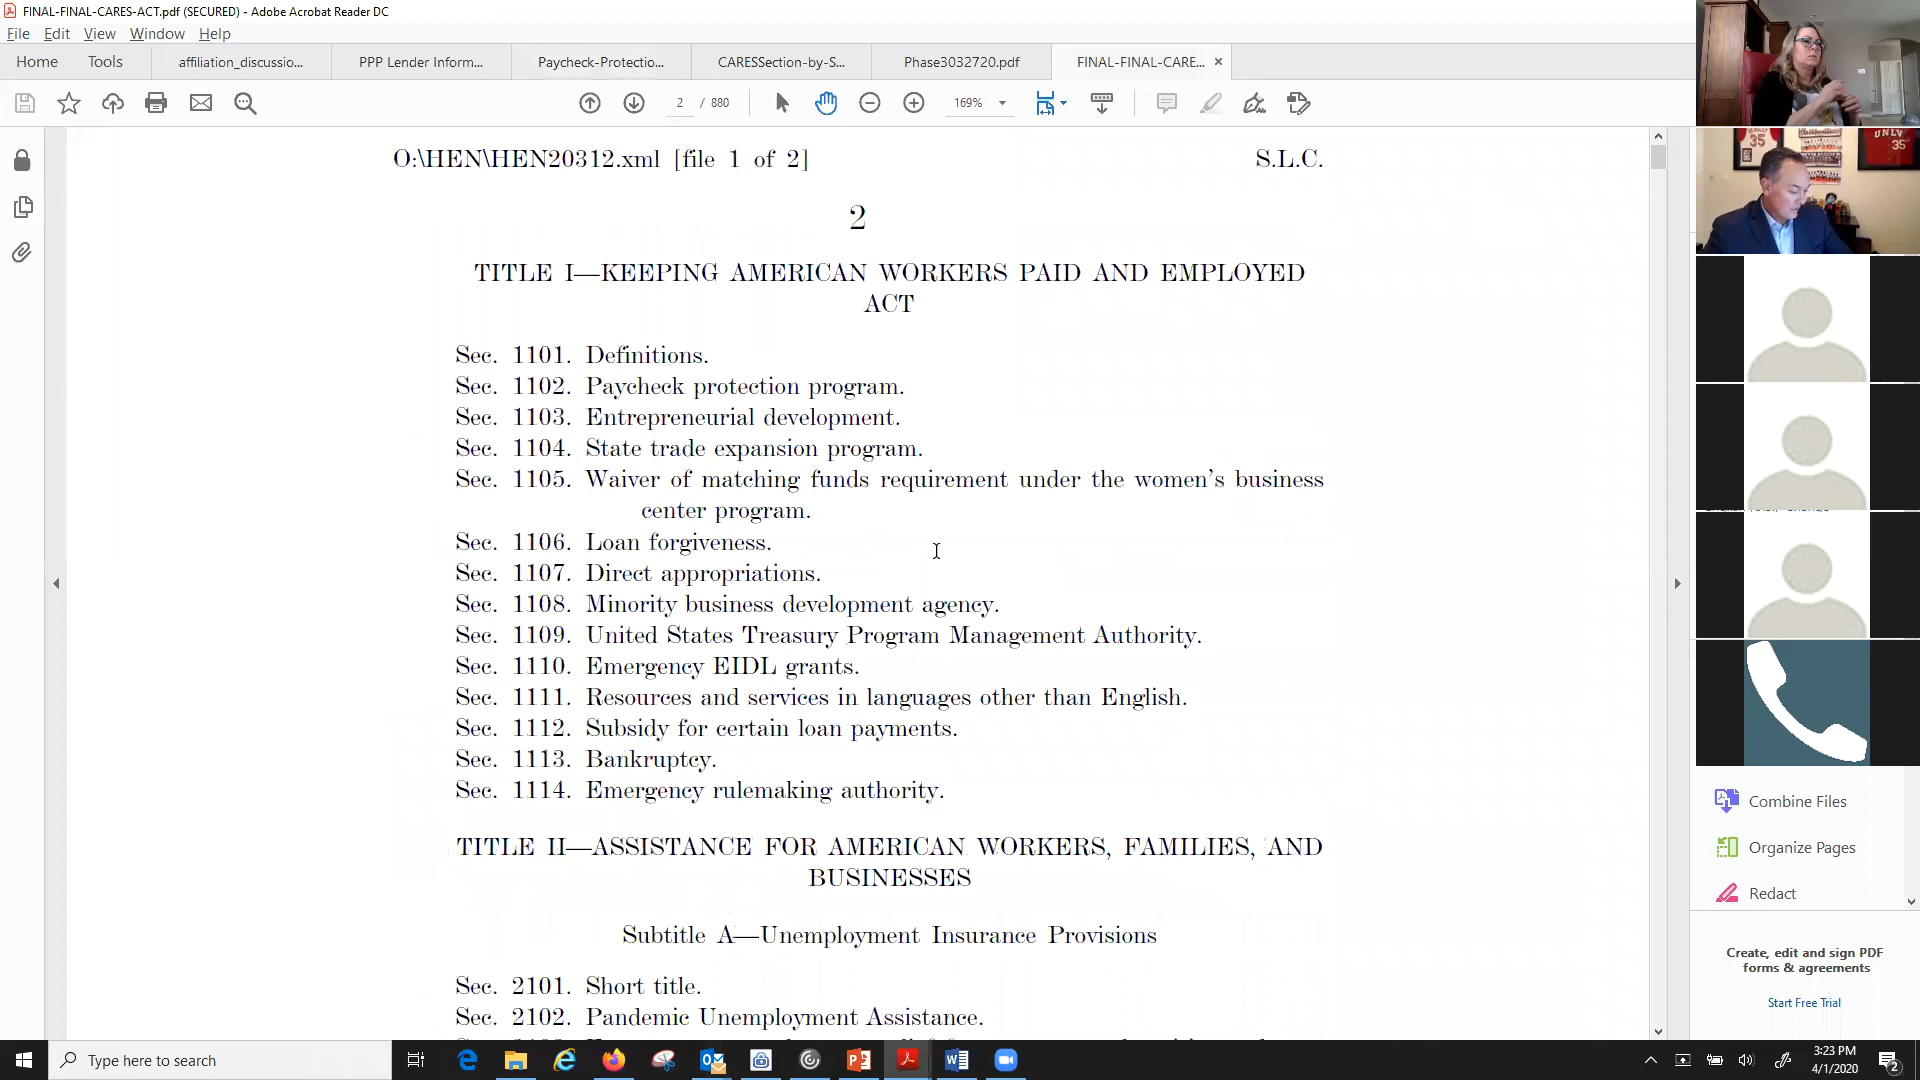 FINAL-FINAL-CARES-ACT.pdf (SECURED) - Adobe Acrobat Reader DC
File Edit View Window Help
Home Tools affiliation_discussio... PPP Lender Inform... Paycheck-Protectio... CARESSection-by-S... Phase3032720.pdf FINAL-FINAL-CARE... ×
2 / 880 169%
O:\HEN\HEN20312.xml [file 1 of 2] S.L.C.
2
TITLE I—KEEPING AMERICAN WORKERS PAID AND EMPLOYED
ACT
Sec. 1101. Definitions.
Sec. 1102. Paycheck protection program.
Sec. 1103. Entrepreneurial development.
Sec. 1104. State trade expansion program.
Sec. 1105. Waiver of matching funds requirement under the women's business
center program.
Sec. 1106. Loan forgiveness.
Sec. 1107. Direct appropriations.
Sec. 1108. Minority business development agency.
Sec. 1109. United States Treasury Program Management Authority.
Sec. 1110. Emergency EIDL grants.
Sec. 1111. Resources and services in languages other than English.
Sec. 1112. Subsidy for certain loan payments.
Sec. 1113. Bankruptcy.
Sec. 1114. Emergency rulemaking authority.
TITLE II—ASSISTANCE FOR AMERICAN WORKERS, FAMILIES, AND
BUSINESSES
Subtitle A—Unemployment Insurance Provisions
Sec. 2101. Short title.
Sec. 2102. Pandemic Unemployment Assistance.
UNLV
35
35
Combine Files
Organize Pages
Redact
Create, edit and sign PDF
forms & agreements
Start Free Trial
Type here to search
3:23 PM
4/1/2020
2